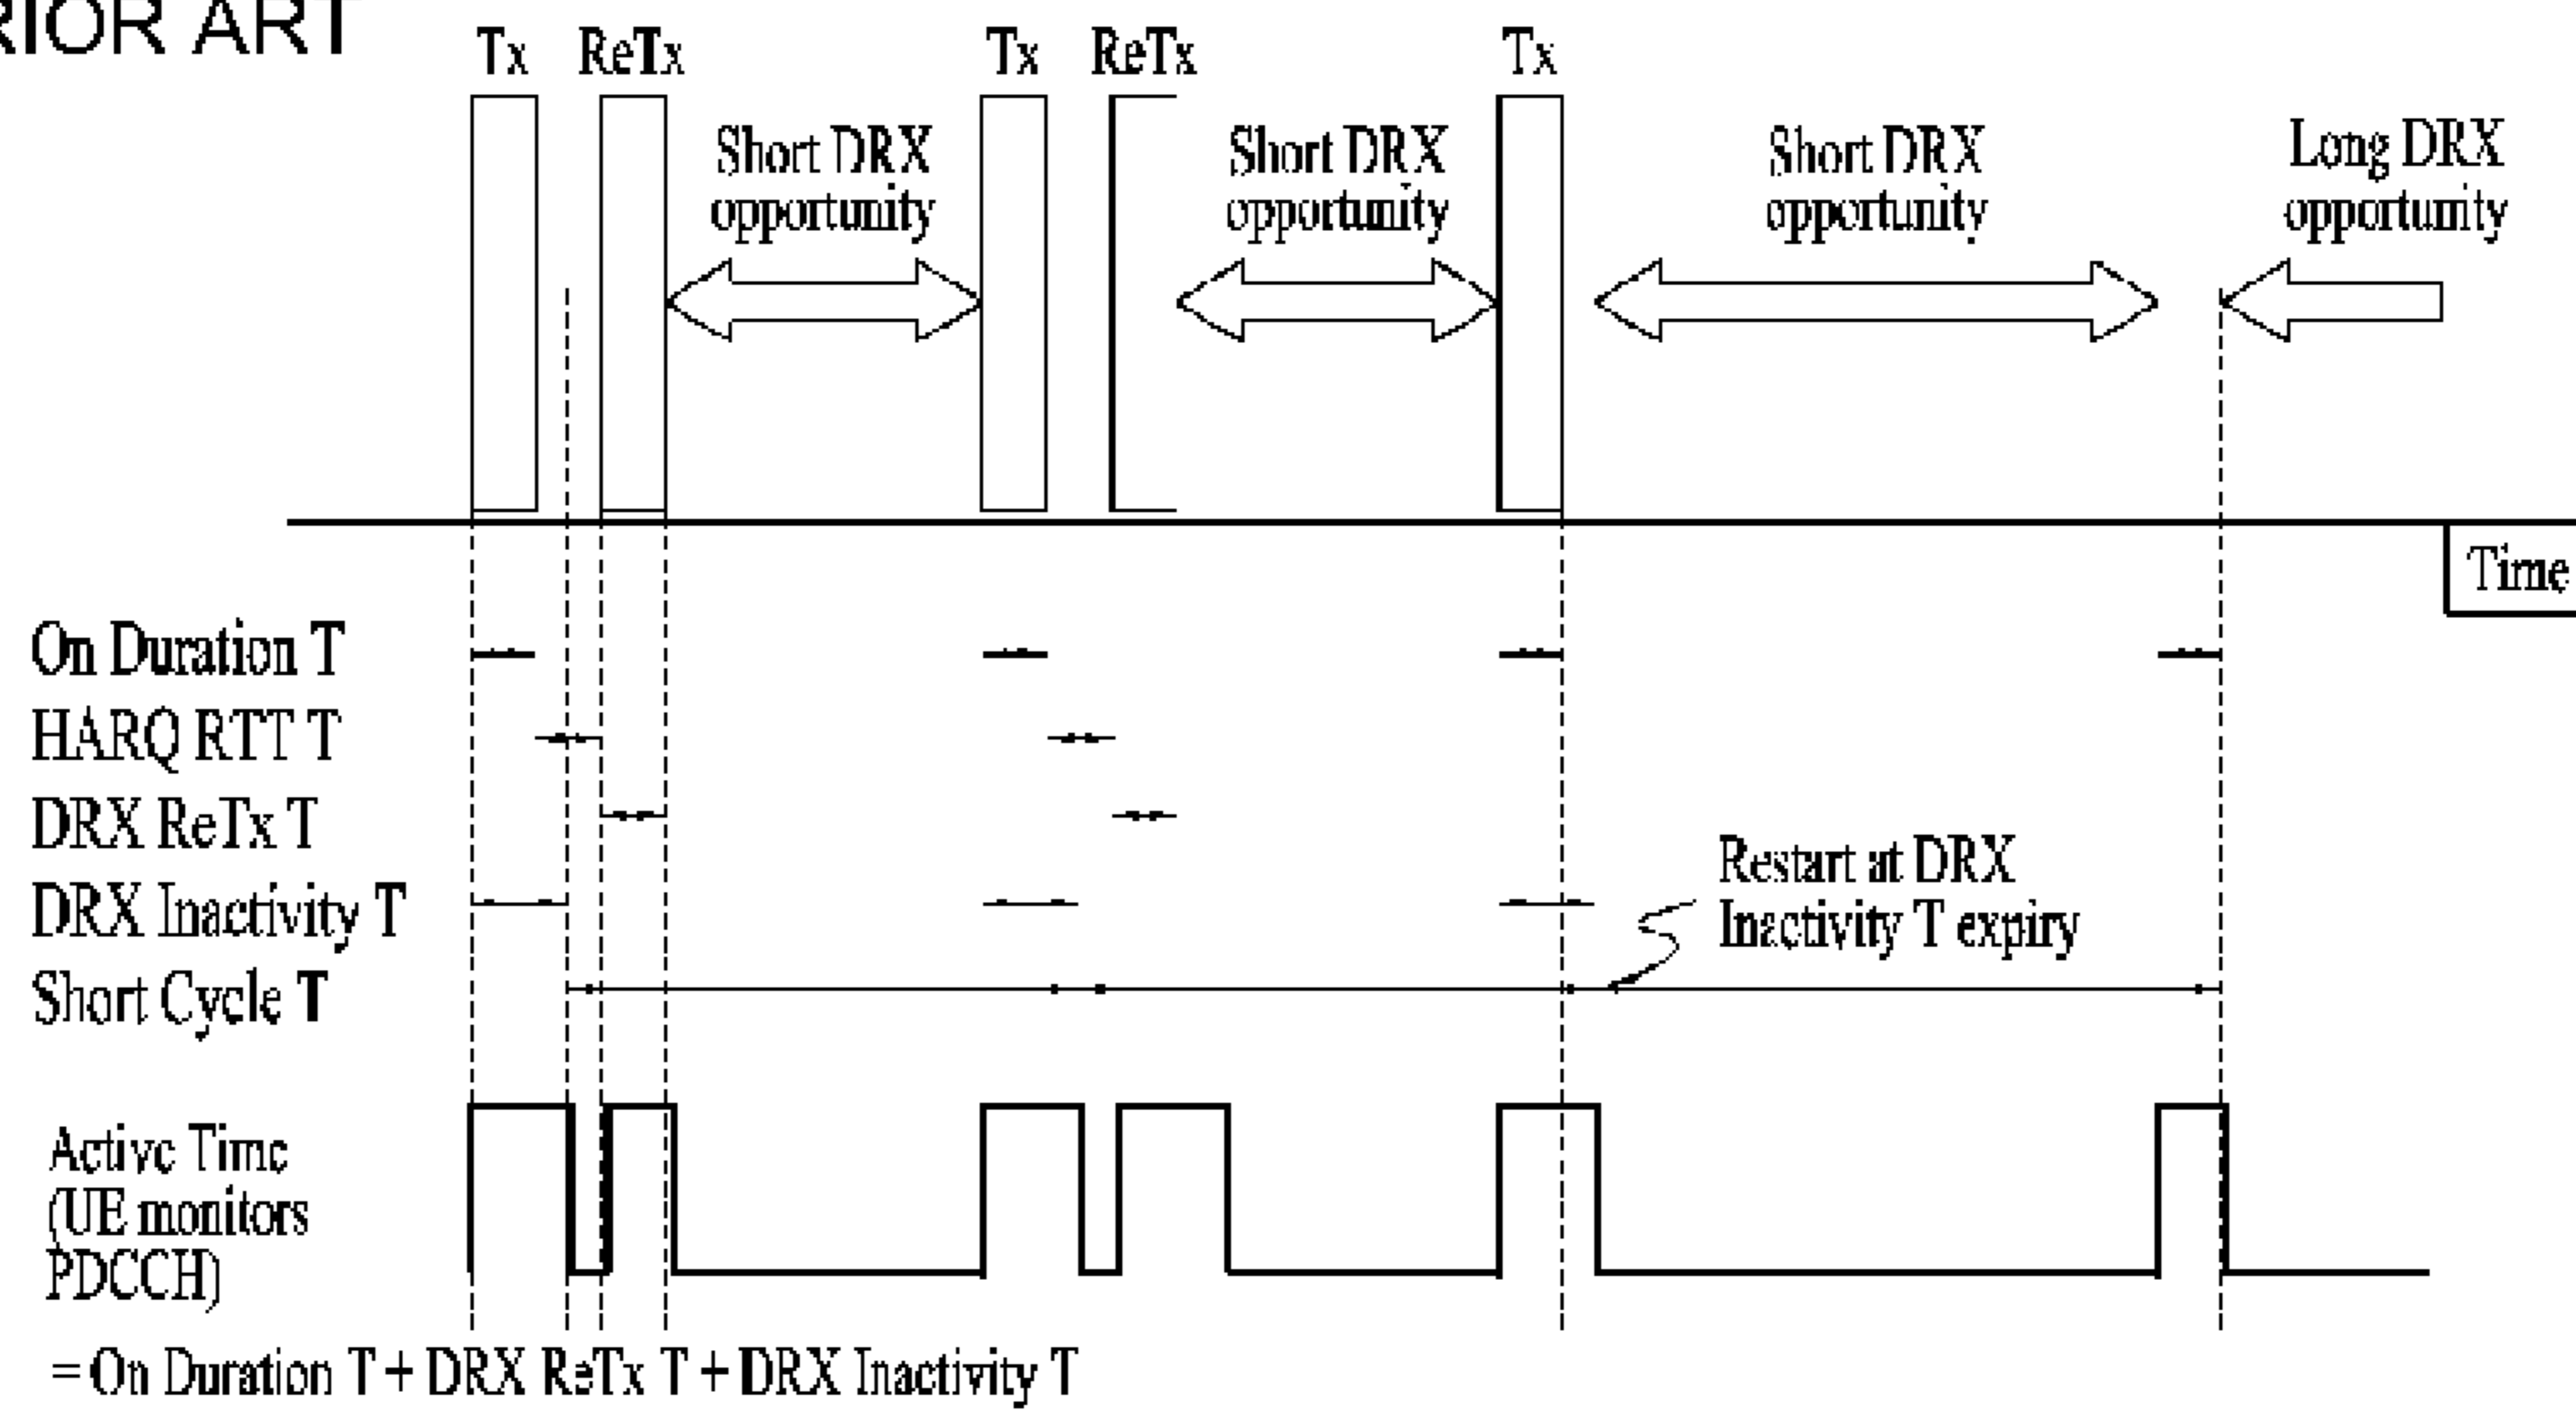 RIOR ART
Tx ReTx Tx ReTx Tx
Short DRX
opportunity
Short DRX
opportunity
Short DRX
opportunity
Long DRX
opportunity
Time
On Duration T
HARQ RTT T
DRX ReTx T
DRX Inactivity T
Short Cycle T
Restart at DRX
Inactivity T expiry
Active Time
(UE monitors
PDCCH)
= On Duration T + DRX ReTx T + DRX Inactivity T